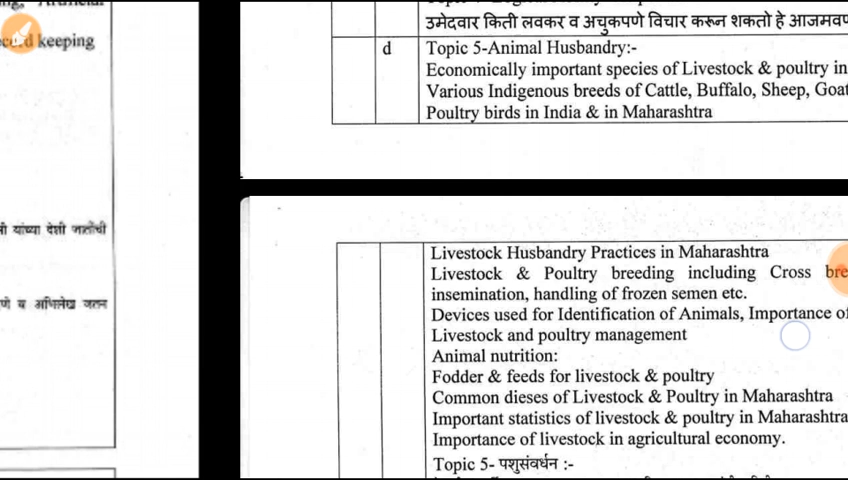 cord keeping
यांच्या देशी जातींची
व अभिलेख जतन
उमेदवार किती लवकर व अचुकपणे विचार करून शकतो हे आजमवण
d Topic 5-Animal Husbandry:-
Economically important species of Livestock & poultry in
Various Indigenous breeds of Cattle, Buffalo, Sheep, Goat
Poultry birds in India & in Maharashtra
Livestock Husbandry Practices in Maharashtra
Livestock & Poultry breeding including Cross bre
insemination, handling of frozen semen etc.
Devices used for Identification of Animals, Importance of
Livestock and poultry management
Animal nutrition:
Fodder & feeds for livestock & poultry
Common dieses of Livestock & Poultry in Maharashtra
Important statistics of livestock & poultry in Maharashtra
Importance of livestock in agricultural economy.
Topic 5- पशुसंवर्धन :-